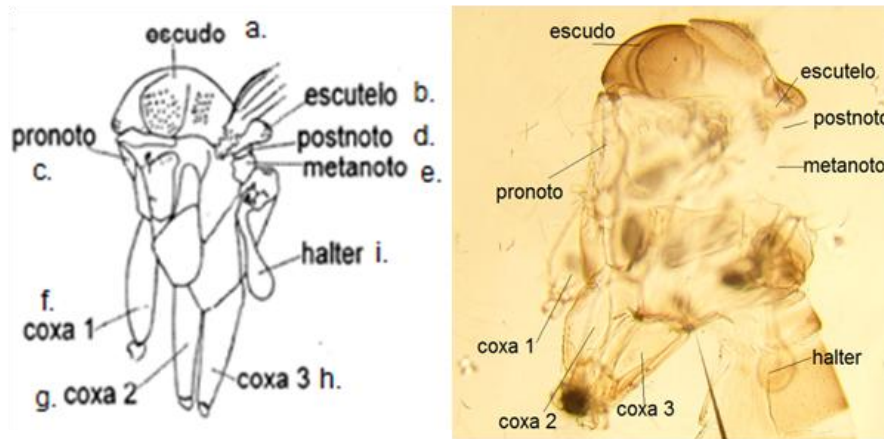 escudo a.
escutelo b.
postnoto d.
metanoto e.
pronoto
c.
halter i.
f.
coxa 1
g. coxa 2
coxa 3 h.
escudo
escutelo
postnoto
metanoto
pronoto
coxa 1
coxa 2
coxa 3
halter